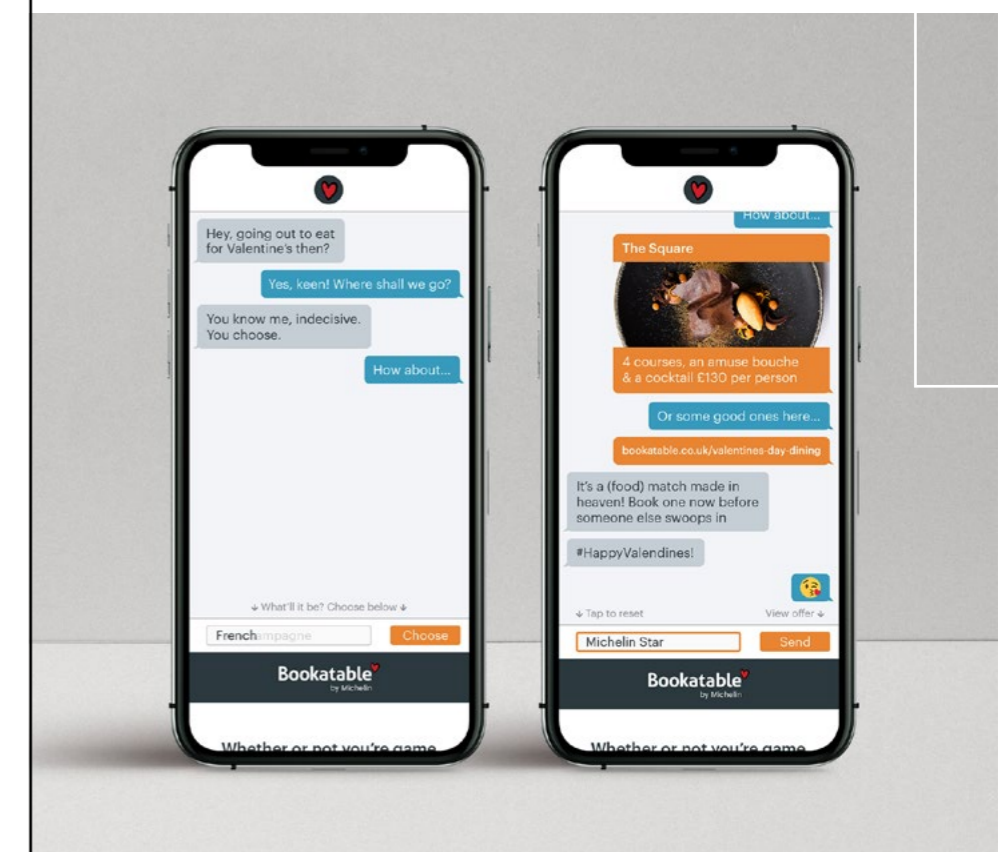 Hey, going out to eat
for Valentine's then?
Yes, keen! Where shall we go?
You know me, indecisive.
You choose.
How about...
↓ What'll it be? Choose below ↓
French
Choose
Bookatable
by Michelin
Whether or not you're game
How about...
The Square
4 courses, an amuse bouche
& a cocktail £130 per person
Or some good ones here...
bookatable.co.uk/valentines-day-dining
It's a (food) match made in
heaven! Book one now before
someone else swoops in
#HappyValendines!
↓ Tap to reset
View offer ↓
Michelin Star
Send
Bookatable
by Michelin
Whether or not you're game